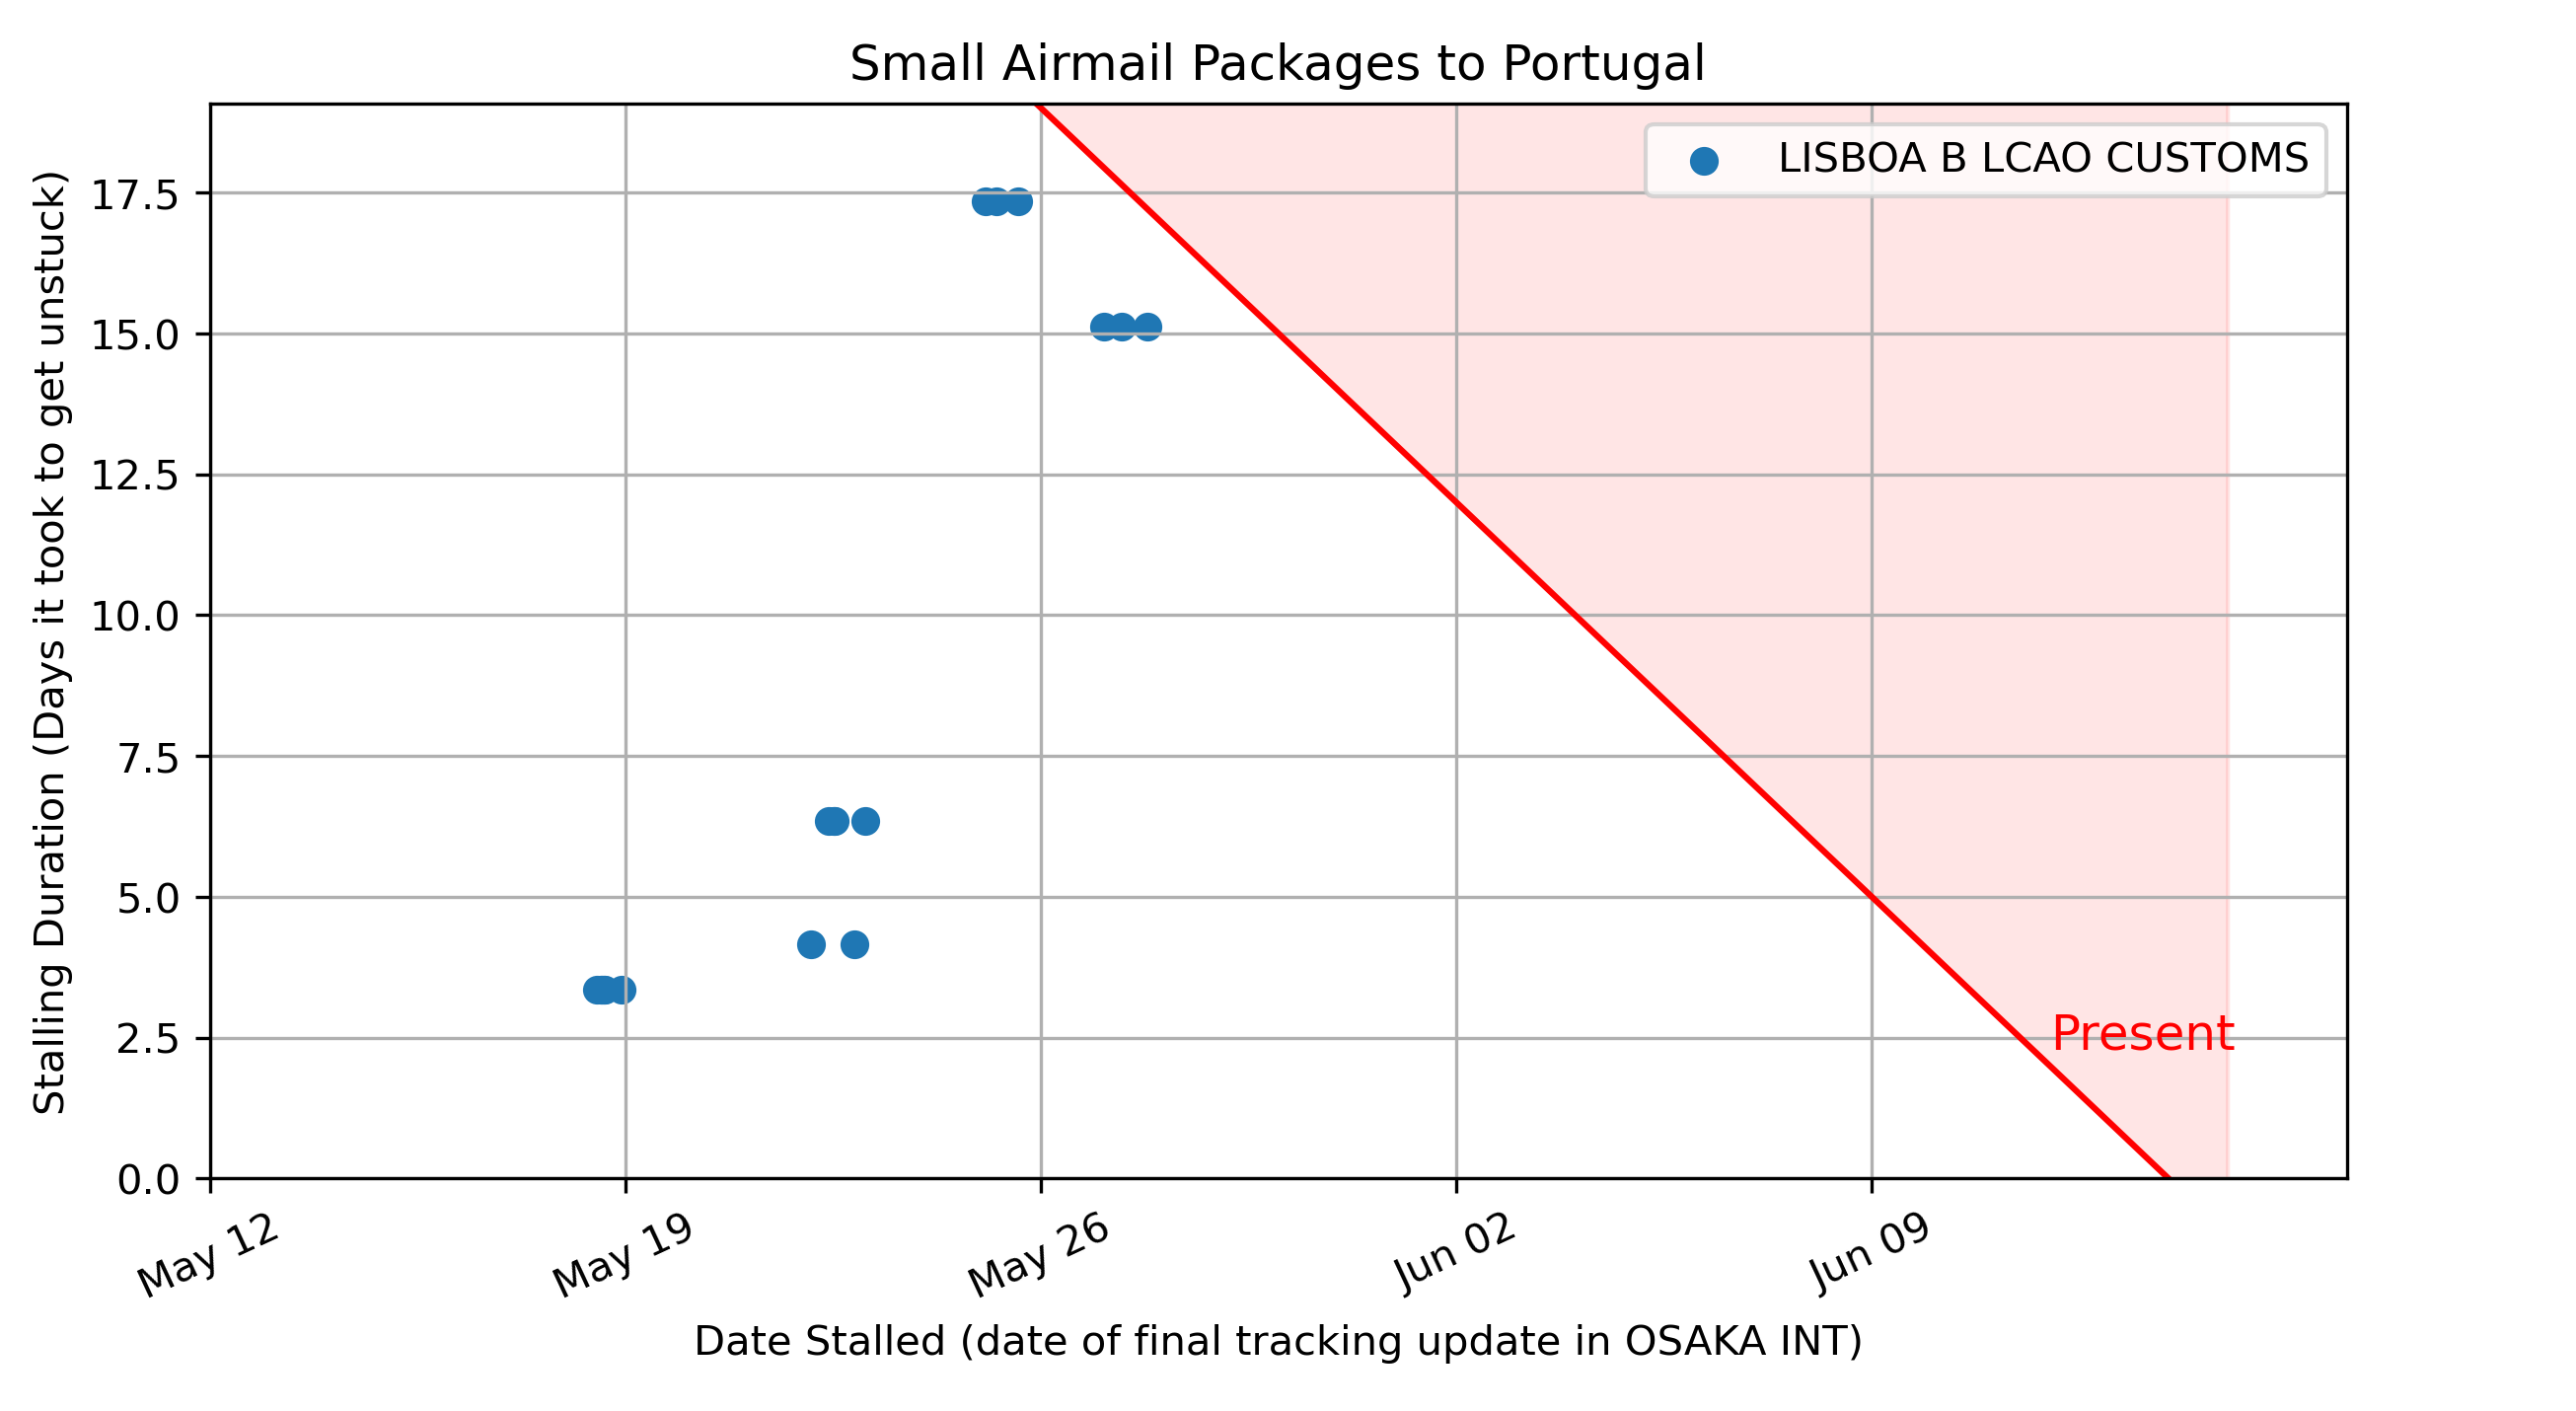 Small Airmail Packages to Portugal
LISBOA B LCAO CUSTOMS
Stalling Duration (Days it took to get unstuck)
17.5
15.0
12.5
10.0
7.5
5.0
2.5
0.0
Present
May 12
May 19
May 26
Jun 02
Jun 09
Date Stalled (date of final tracking update in OSAKA INT)